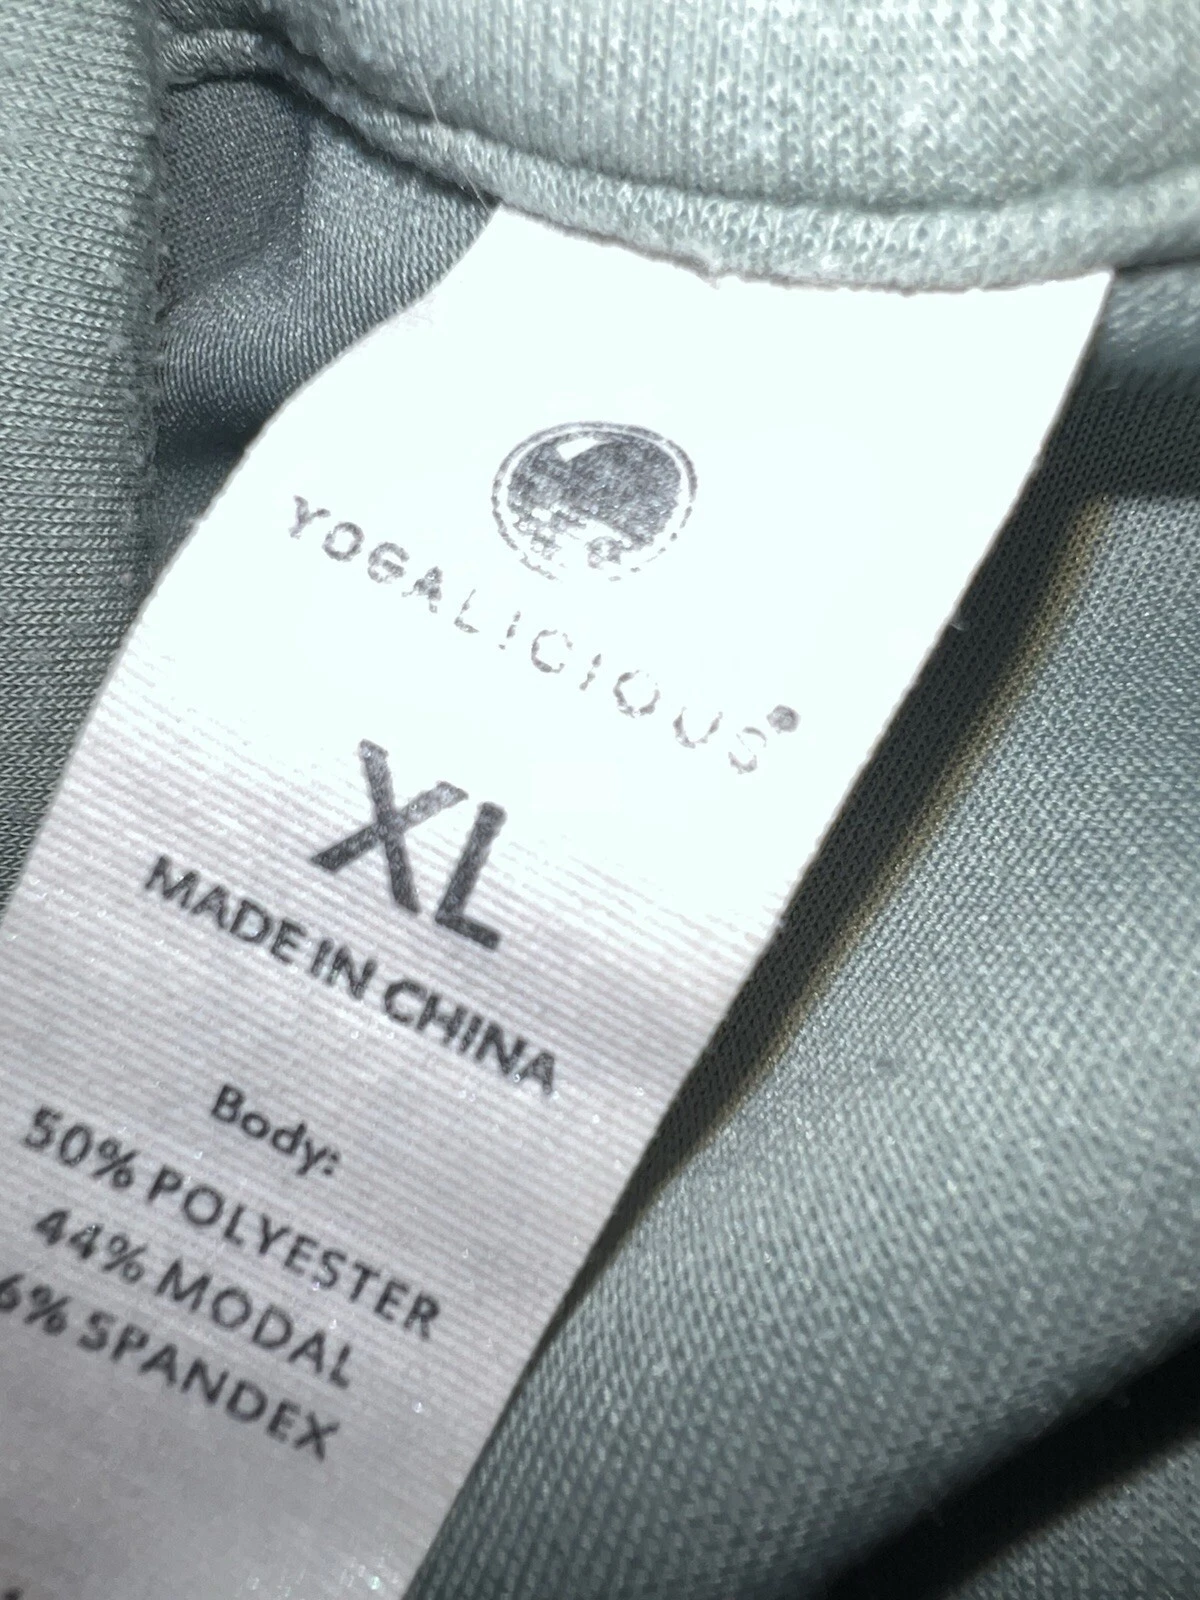 YOGALICIOUS®
XL
MADE IN CHINA
Body:
50% POLYESTER
44% MODAL
6% SPANDEX